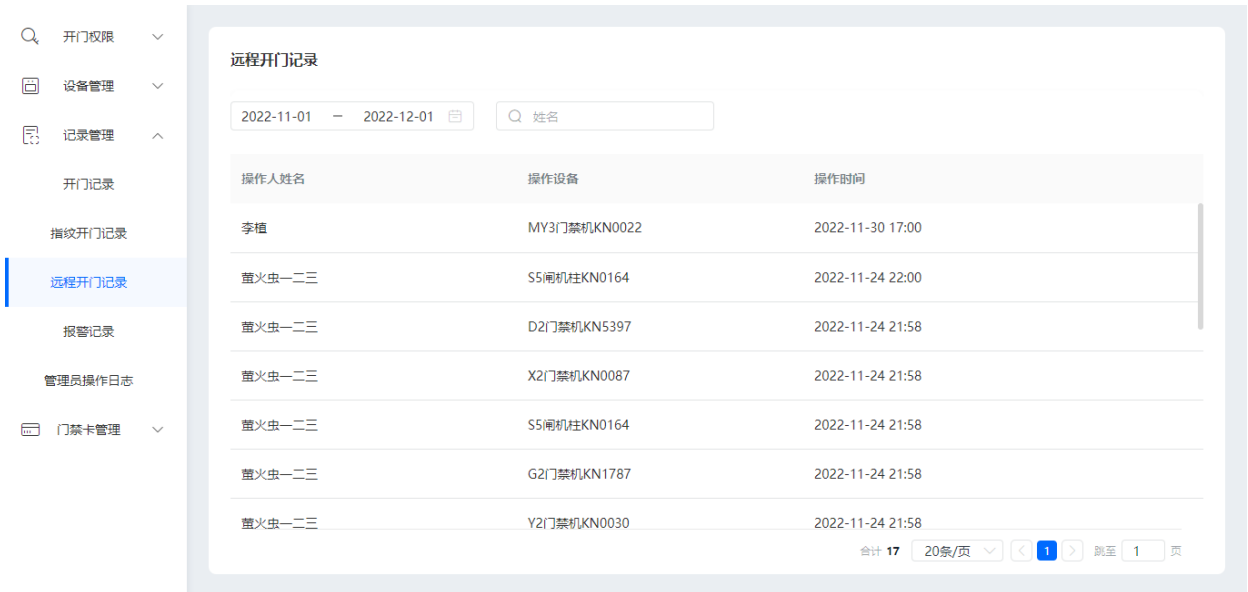 开门权限
设备管理
记录管理
开门记录
指纹开门记录
远程开门记录
报警记录
管理员操作日志
门禁卡管理
远程开门记录
2022-11-01 – 2022-12-01 姓名
操作人姓名 操作设备 操作时间
李植 MY3门禁机KN0022 2022-11-30 17:00
萤火虫一二三 S5闸机柱KN0164 2022-11-24 22:00
萤火虫一二三 D2门禁机KN5397 2022-11-24 21:58
萤火虫一二三 X2门禁机KN0087 2022-11-24 21:58
萤火虫一二三 S5闸机柱KN0164 2022-11-24 21:58
萤火虫一二三 G2门禁机KN1787 2022-11-24 21:58
萤火虫一二三 Y2门禁机KN0030 2022-11-24 21:58
合计 17 20条/页 < 1 > 跳至 1 页